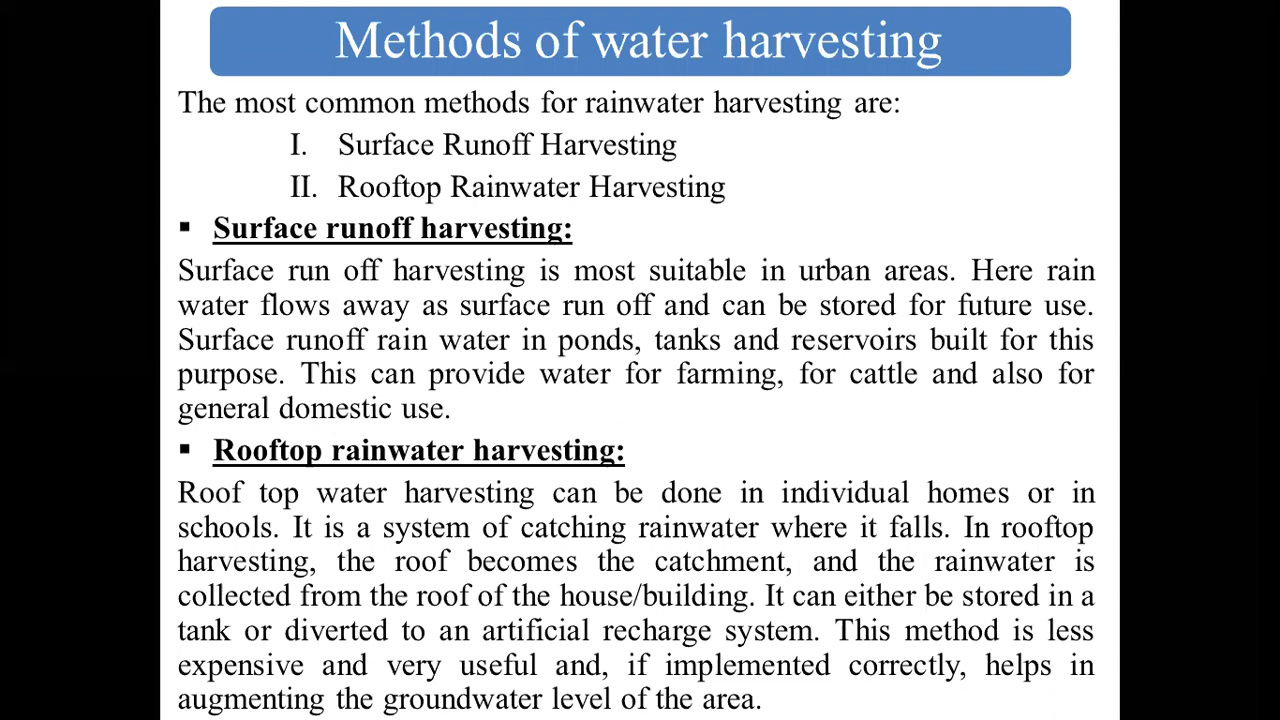 Methods of water harvesting
The most common methods for rainwater harvesting are:
I. Surface Runoff Harvesting
II. Rooftop Rainwater Harvesting
▪ Surface runoff harvesting:
Surface run off harvesting is most suitable in urban areas. Here rain
water flows away as surface run off and can be stored for future use.
Surface runoff rain water in ponds, tanks and reservoirs built for this
purpose. This can provide water for farming, for cattle and also for
general domestic use.
▪ Rooftop rainwater harvesting:
Roof top water harvesting can be done in individual homes or in
schools. It is a system of catching rainwater where it falls. In rooftop
harvesting, the roof becomes the catchment, and the rainwater is
collected from the roof of the house/building. It can either be stored in a
tank or diverted to an artificial recharge system. This method is less
expensive and very useful and, if implemented correctly, helps in
augmenting the groundwater level of the area.